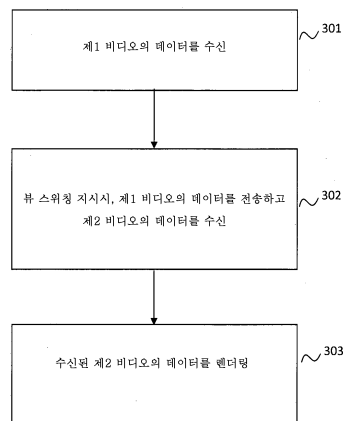 제1 비디오의 데이터를 수신
301
뷰 스위칭 지시시, 제1 비디오의 데이터를 전송하고
제2 비디오의 데이터를 수신
302
수신된 제2 비디오의 데이터를 렌더링
303